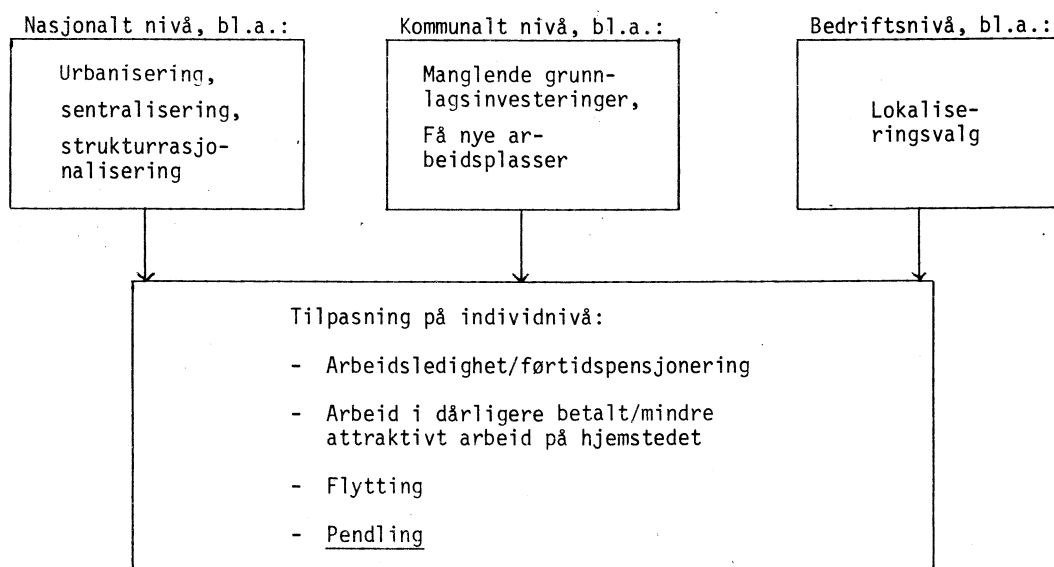 Nasjonalt nivå, bl.a.:
Urbanisering,
sentralisering,
strukturrasjo-
nalisering
Kommunalt nivå, bl.a.:
Manglende grunn-
lagsinvesteringer,
Få nye ar-
beidsplasser
Bedriftsnivå, bl.a.:
Lokalise-
ringsvalg
Tilpasning på individnivå:
- Arbeidsledighet/førtidspensjonering
- Arbeid i dårligere betalt/mindre
attraktivt arbeid på hjemstedet
- Flytting
- Pendling